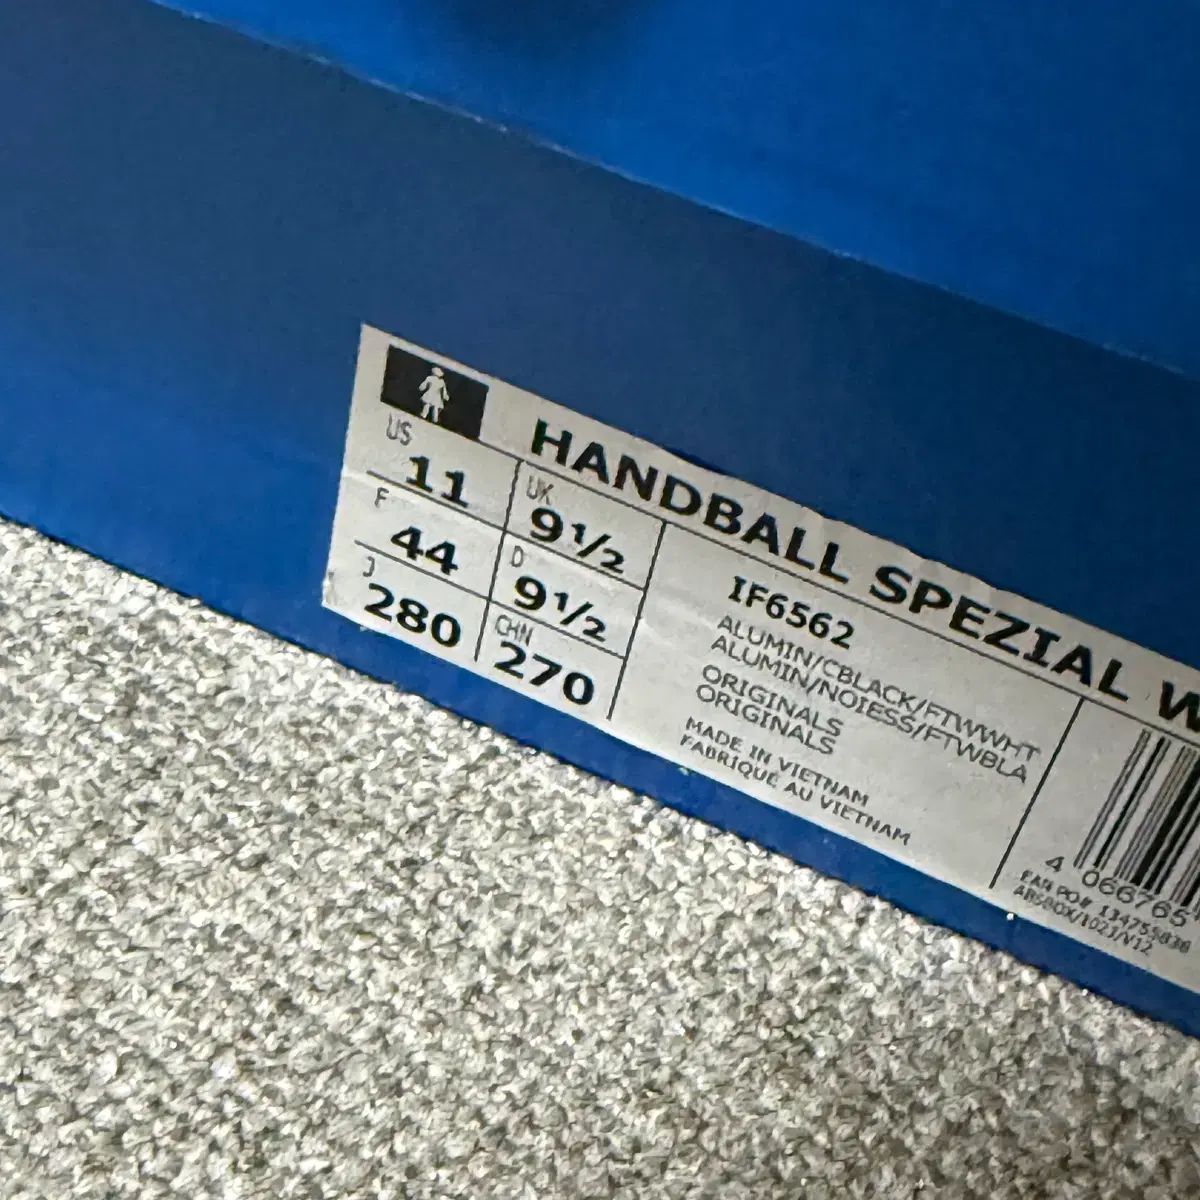 HANDBALL SPEZIAL W
US
11
UK
9½
F
44
D
9½
J
280
CHN
270
IF6562
ALUMIN/CBLACK/FTWWHT
ALUMIN/NOIESS/FTWBLA
ORIGINALS
ORIGINALS
MADE IN VIETNAM
FABRIQUÉ AU VIETNAM
4 066765